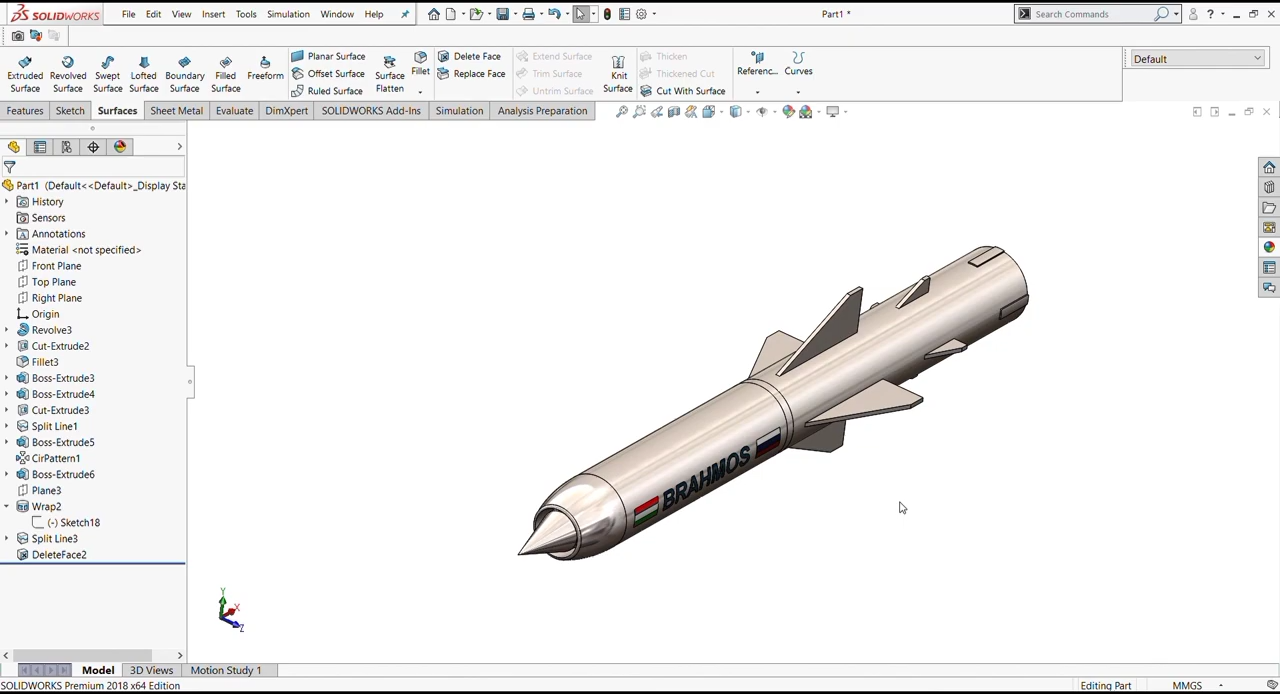 SOLIDWORKS File Edit View Insert Tools Simulation Window Help Part1 * Search Commands
Extruded Surface
Revolved Surface
Swept Surface
Lofted Surface
Boundary Surface
Filled Surface
Freeform
Planar Surface
Offset Surface
Ruled Surface
Surface Flatten
Fillet
Delete Face
Replace Face
Extend Surface
Trim Surface
Untrim Surface
Knit Surface
Thicken
Thickened Cut
Cut With Surface
Referenc...
Curves
Default
Features Sketch Surfaces Sheet Metal Evaluate DimXpert SOLIDWORKS Add-Ins Simulation Analysis Preparation
Part1 (Default<<Default>_Display Sta
History
Sensors
Annotations
Material <not specified>
Front Plane
Top Plane
Right Plane
Origin
Revolve3
Cut-Extrude2
Fillet3
Boss-Extrude3
Boss-Extrude4
Cut-Extrude3
Split Line1
Boss-Extrude5
CirPattern1
Boss-Extrude6
Plane3
Wrap2
(-) Sketch18
Split Line3
DeleteFace2
BRAHMOS
Y
X
Z
Model 3D Views Motion Study 1
SOLIDWORKS Premium 2018 x64 Edition Editing Part MMGS